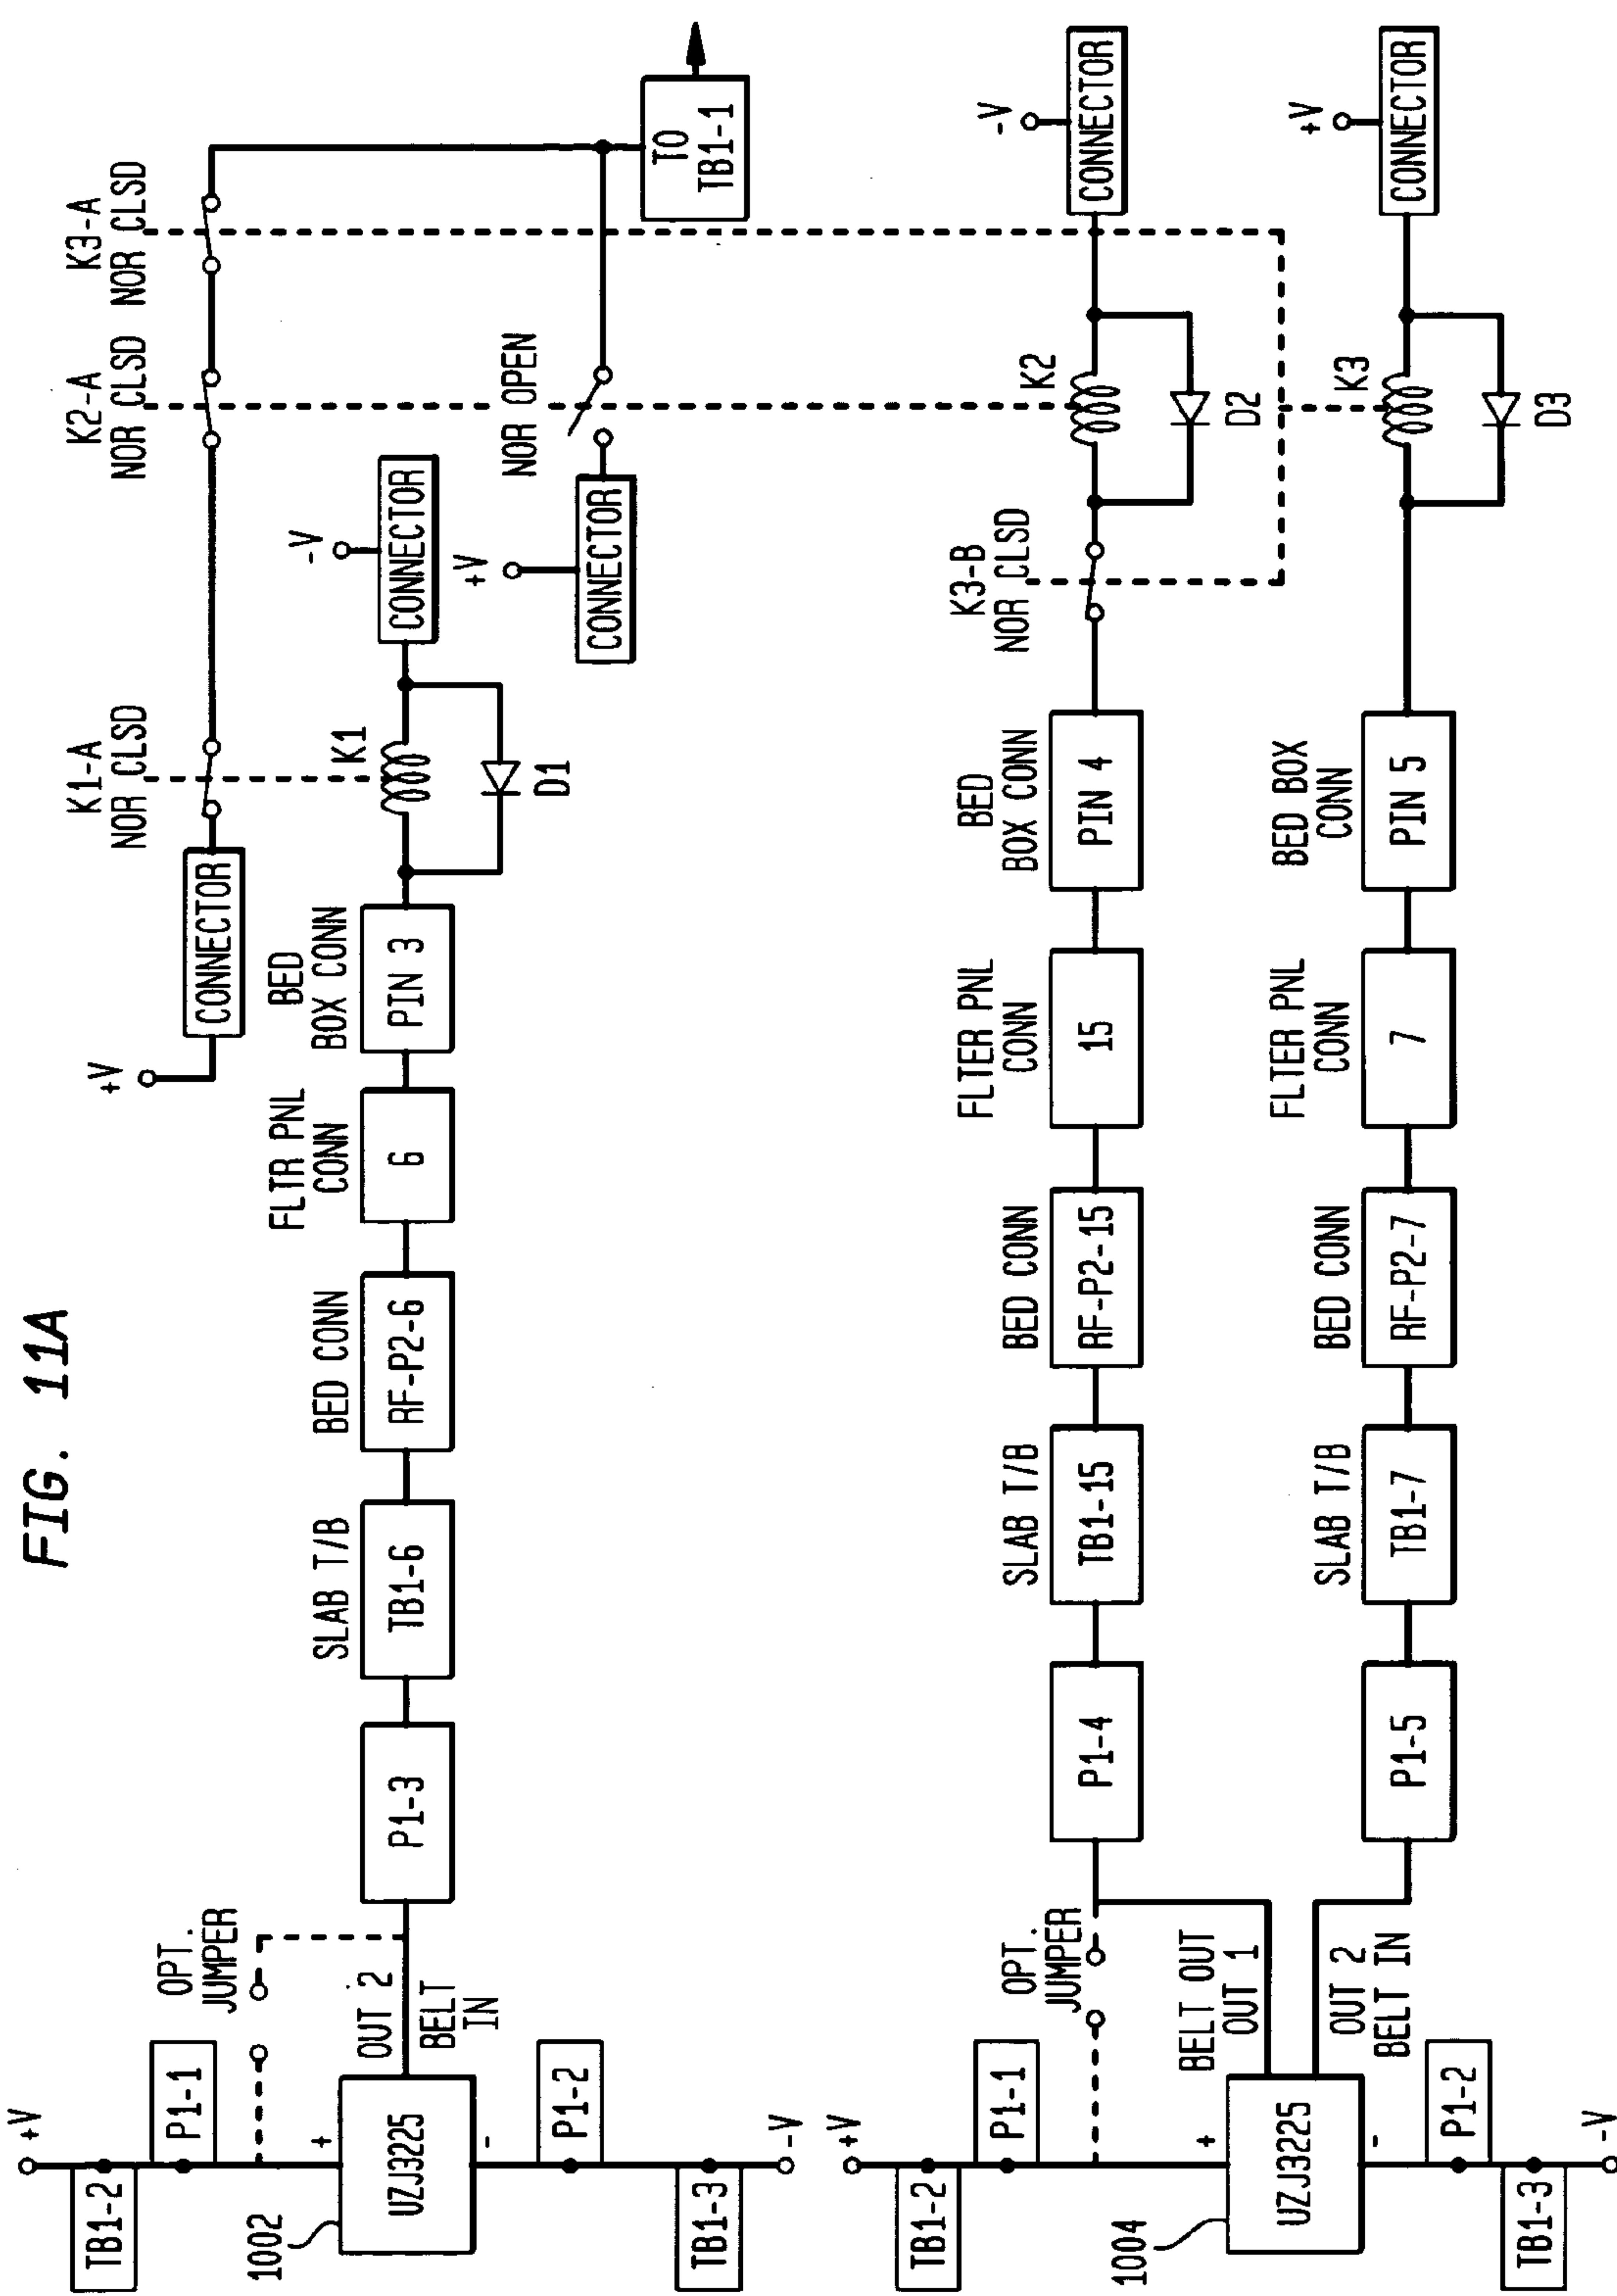 FIG. 11A
+V
TB1-2
P1-1
OPT.
JUMPER
+
UZJ3225
1002
-
OUT 2
BELT
IN
P1-2
TB1-3
-V
P1-3
SLAB T/B
TB1-6
BED CONN
RF-P2-6
FLTR PNL
CONN
6
BED
BOX CONN
PIN 3
K1
D1
-V
CONNECTOR
+V
CONNECTOR
K1-A
NOR CLSD
K2-A
NOR CLSD
K3-A
NOR CLSD
NOR OPEN
+V
CONNECTOR
TO
TB1-1
+V
TB1-2
P1-1
OPT.
JUMPER
+
UZJ3225
1004
-
BELT OUT
OUT 1
OUT 2
BELT IN
P1-2
TB1-3
-V
P1-4
SLAB T/B
TB1-15
BED CONN
RF-P2-15
FLTER PNL
CONN
15
BED
BOX CONN
PIN 4
K3-B
NOR CLSD
K2
D2
-V
CONNECTOR
P1-5
SLAB T/B
TB1-7
BED CONN
RF-P2-7
FLTER PNL
CONN
7
BED BOX
CONN
PIN 5
K3
D3
+V
CONNECTOR